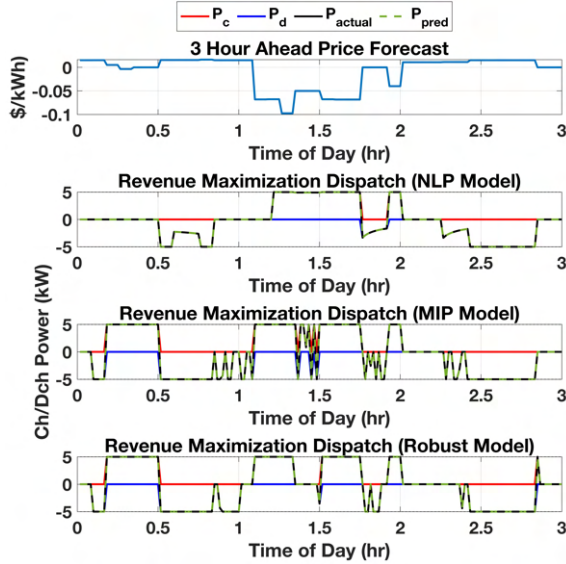 P_c P_d P_actual P_pred
3 Hour Ahead Price Forecast
$/kWh
0
-0.05
-0.1
0 0.5 1 1.5 2 2.5 3
Time of Day (hr)
Revenue Maximization Dispatch (NLP Model)
5
0
-5
0 0.5 1 1.5 2 2.5 3
Time of Day (hr)
Ch/Dch Power (kW)
Revenue Maximization Dispatch (MIP Model)
5
0
-5
0 0.5 1 1.5 2 2.5 3
Time of Day (hr)
Revenue Maximization Dispatch (Robust Model)
5
0
-5
0 0.5 1 1.5 2 2.5 3
Time of Day (hr)